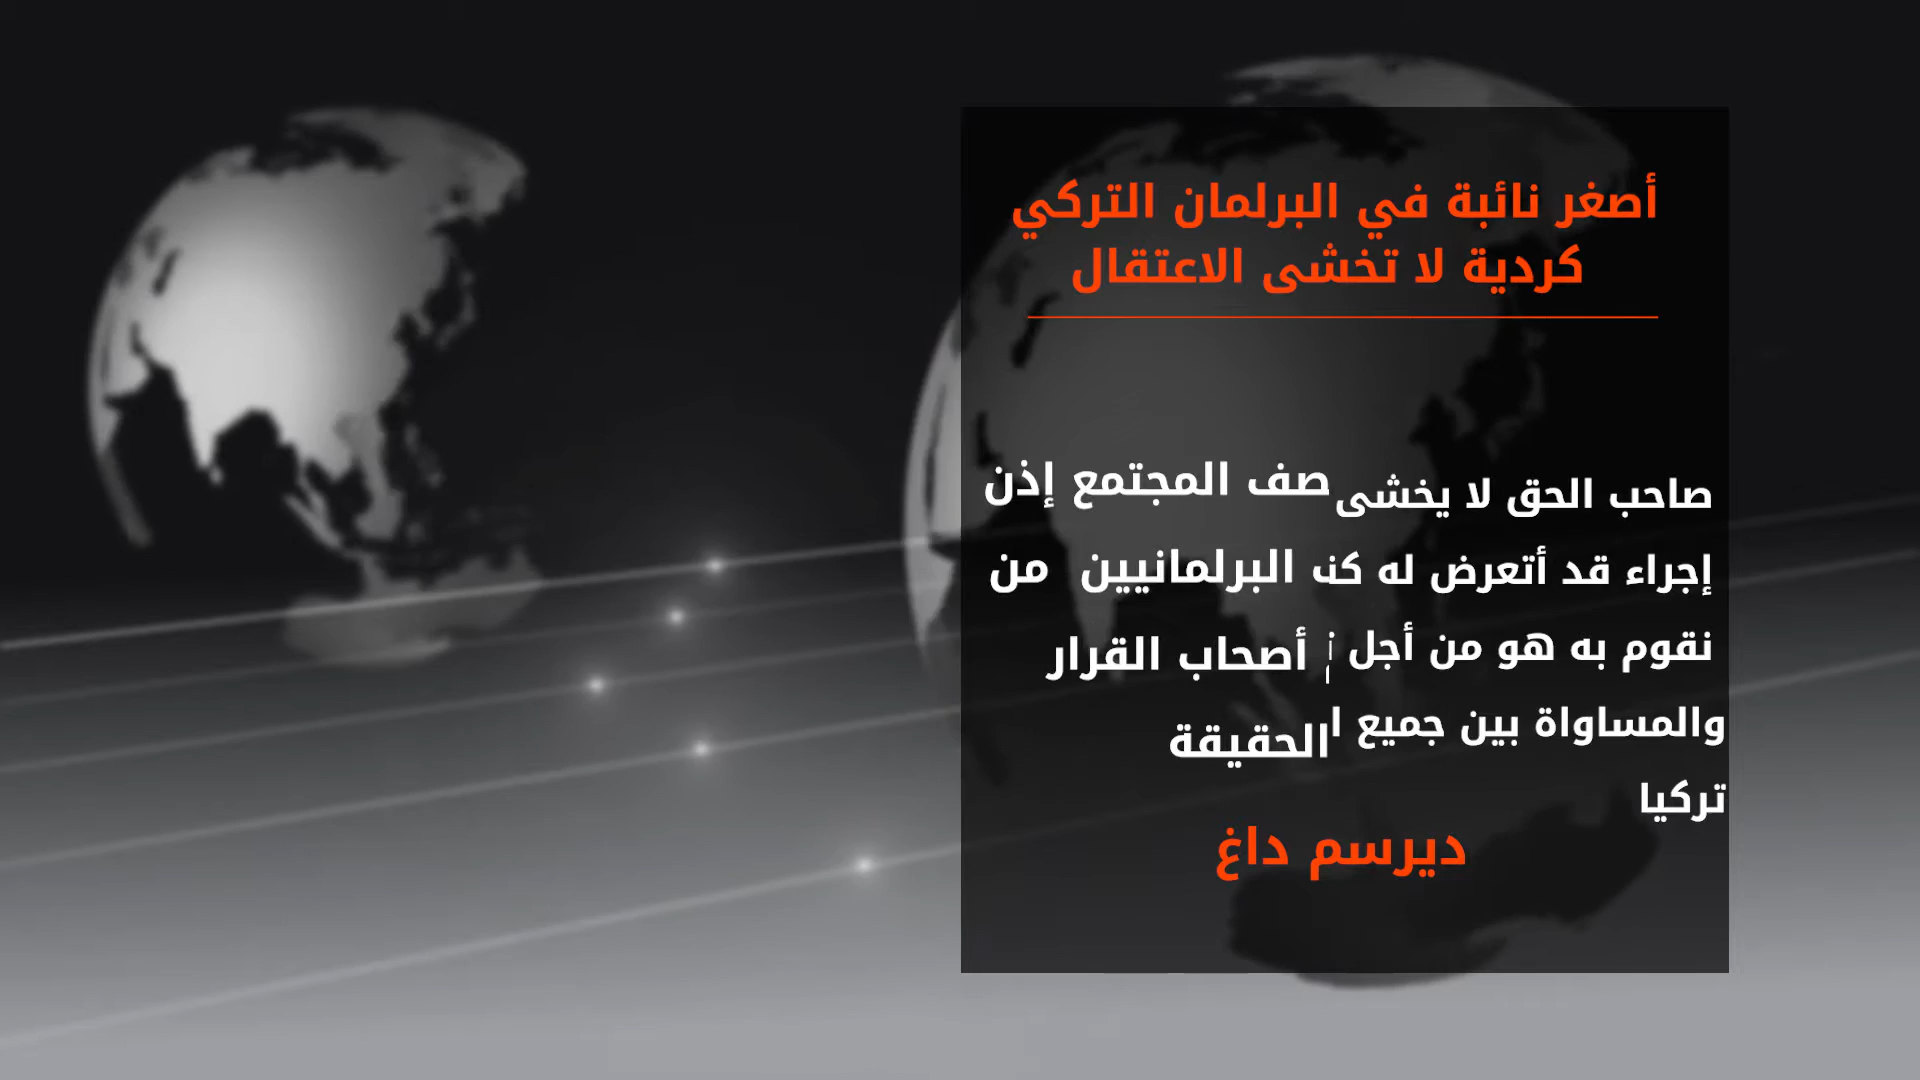 أصغر نائبة في البرلمان التركي
كردية لا تخشى الاعتقال
صاحب الحق لا يخشى صف المجتمع إذن
إجراء قد أتعرض له البرلمانيين من
نقوم به هو من أجل أصحاب القرار
والمساواة بين جميع الحقيقة
تركيا
ديرسم داغ